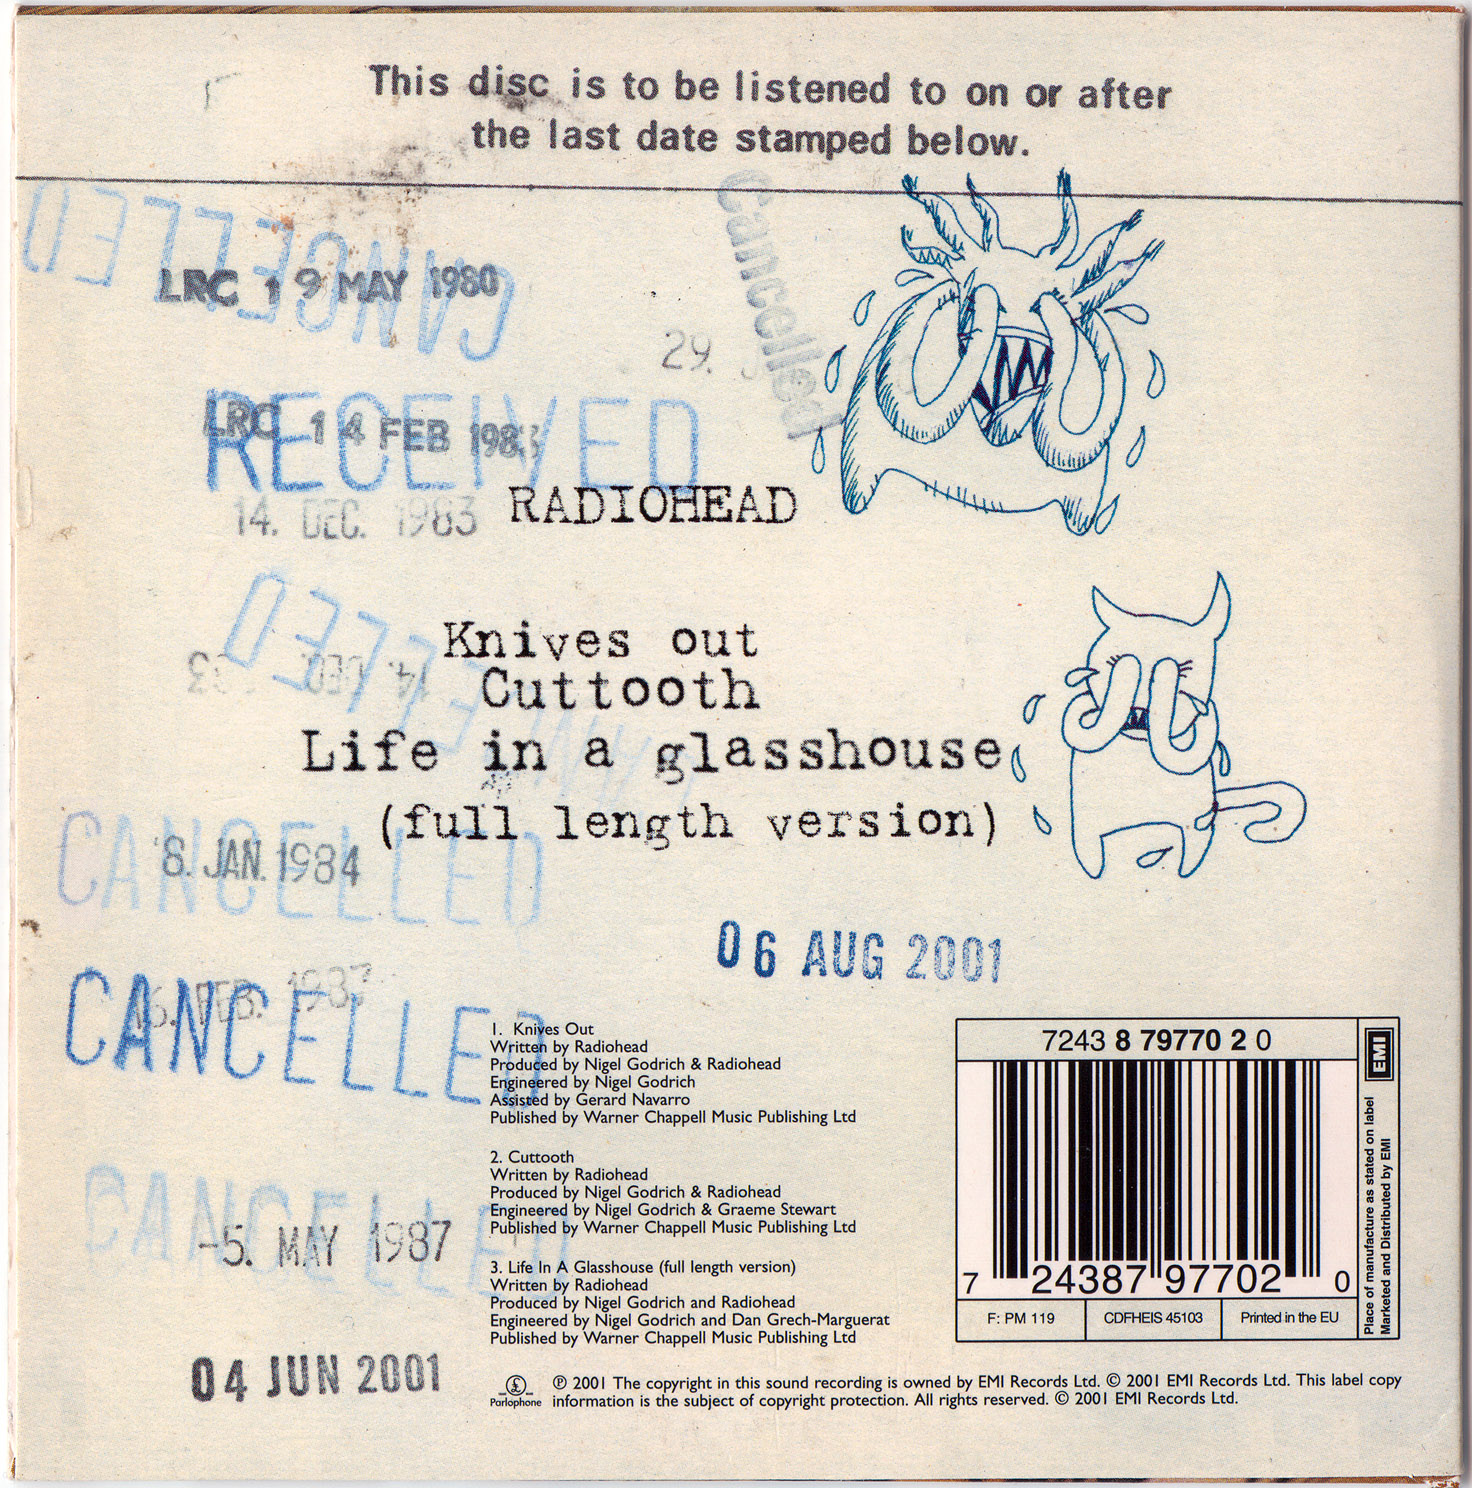 This disc is to be listened to on or after
the last date stamped below.
CANCELLED
LRC 19 MAY 1980
Cancelled
29.
RECEIVED
LRC 14 FEB 1983
14. DEC. 1983
RADIOHEAD
CANCELLED
14. DEC.
Knives out
Cuttooth
Life in a glasshouse
(full length version)
CANCELLED
8. JAN. 1984
06 AUG 2001
CANCELLED
FEB. 1987
1. Knives Out
Written by Radiohead
Produced by Nigel Godrich & Radiohead
Engineered by Nigel Godrich
Assisted by Gerard Navarro
Published by Warner Chappell Music Publishing Ltd
2. Cuttooth
Written by Radiohead
Produced by Nigel Godrich & Radiohead
Engineered by Nigel Godrich & Graeme Stewart
Published by Warner Chappell Music Publishing Ltd
CANCELLED
-5. MAY 1987
3. Life In A Glasshouse (full length version)
Written by Radiohead
Produced by Nigel Godrich and Radiohead
Engineered by Nigel Godrich and Dan Grech-Marguerat
Published by Warner Chappell Music Publishing Ltd
04 JUN 2001
7243 8 79770 2 0
7 24387 97702 0
F: PM 119
CDFHEIS 45103
Printed in the EU
EMI
Place of manufacture as stated on label
Marketed and Distributed by EMI
£
Parlophone
℗ 2001 The copyright in this sound recording is owned by EMI Records Ltd. © 2001 EMI Records Ltd. This label copy
information is the subject of copyright protection. All rights reserved. © 2001 EMI Records Ltd.